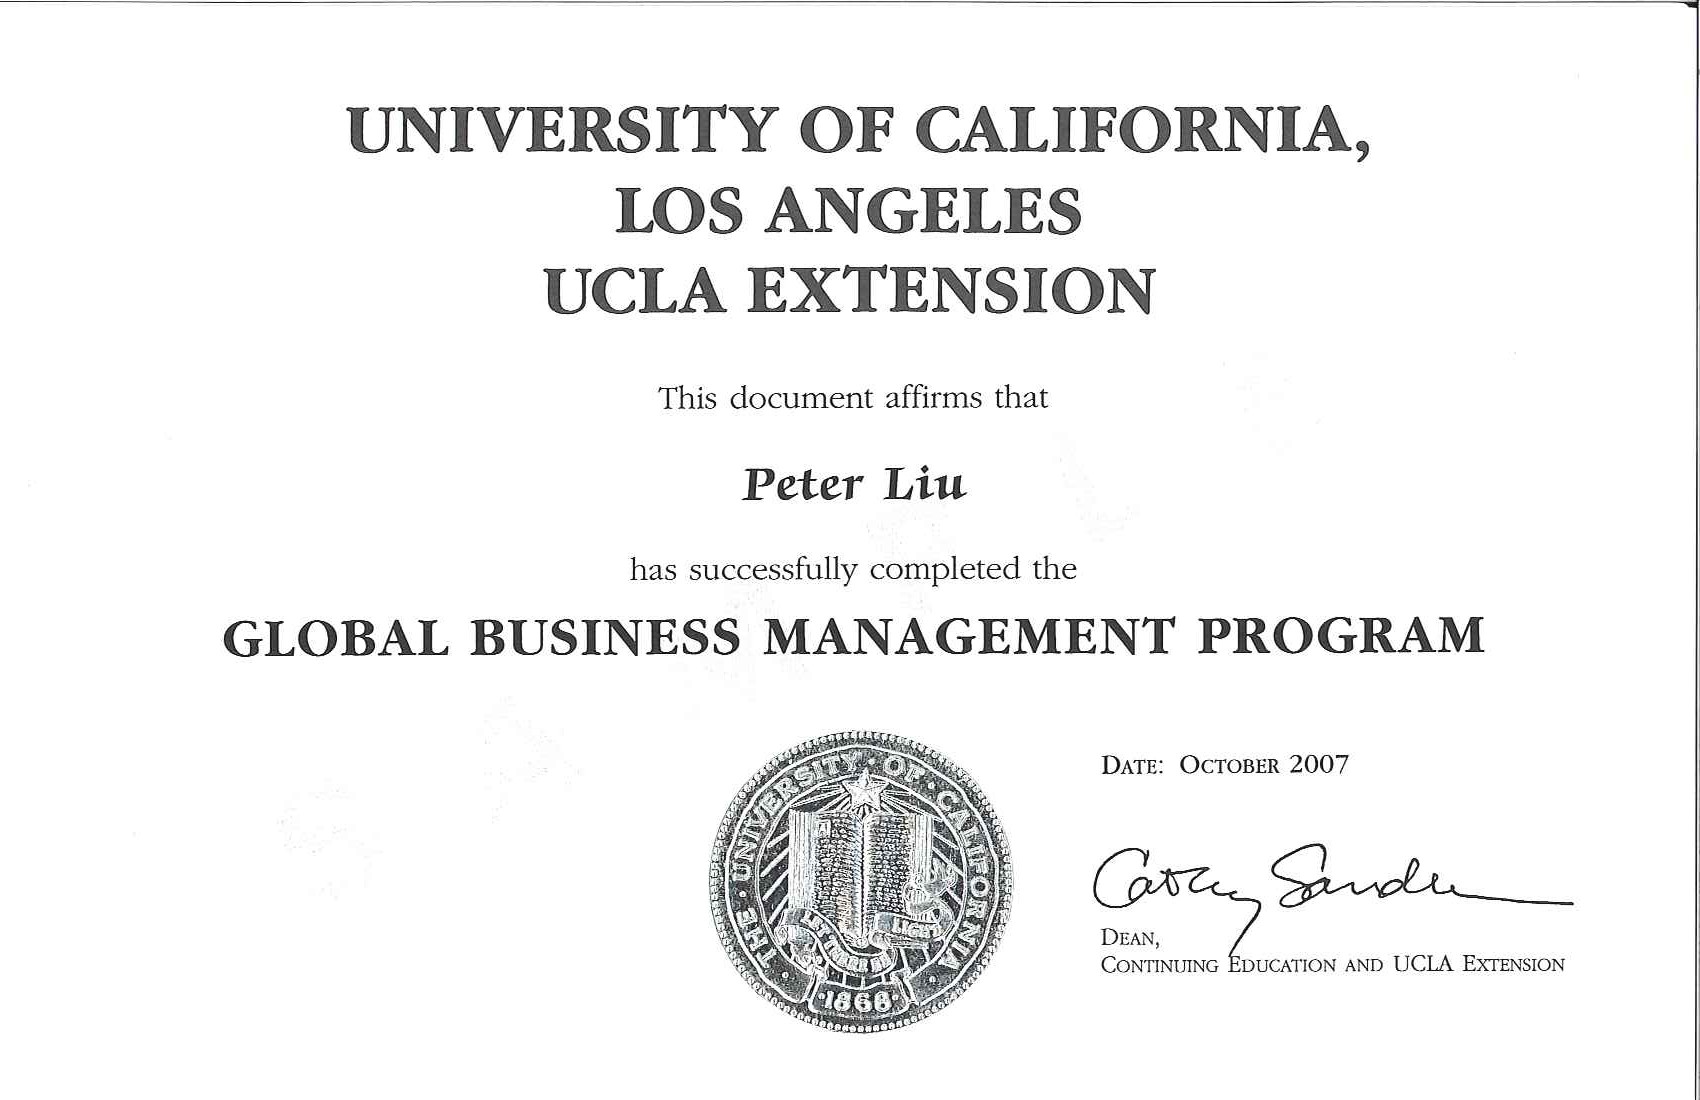 UNIVERSITY OF CALIFORNIA,
LOS ANGELES
UCLA EXTENSION
This document affirms that
Peter Liu
has successfully completed the
GLOBAL BUSINESS MANAGEMENT PROGRAM
THE · UNIVERSITY · OF · CALIFORNIA ·
LET THERE BE LIGHT
·1868·
DATE: OCTOBER 2007
Cathy Sandeen
DEAN,
CONTINUING EDUCATION AND UCLA EXTENSION